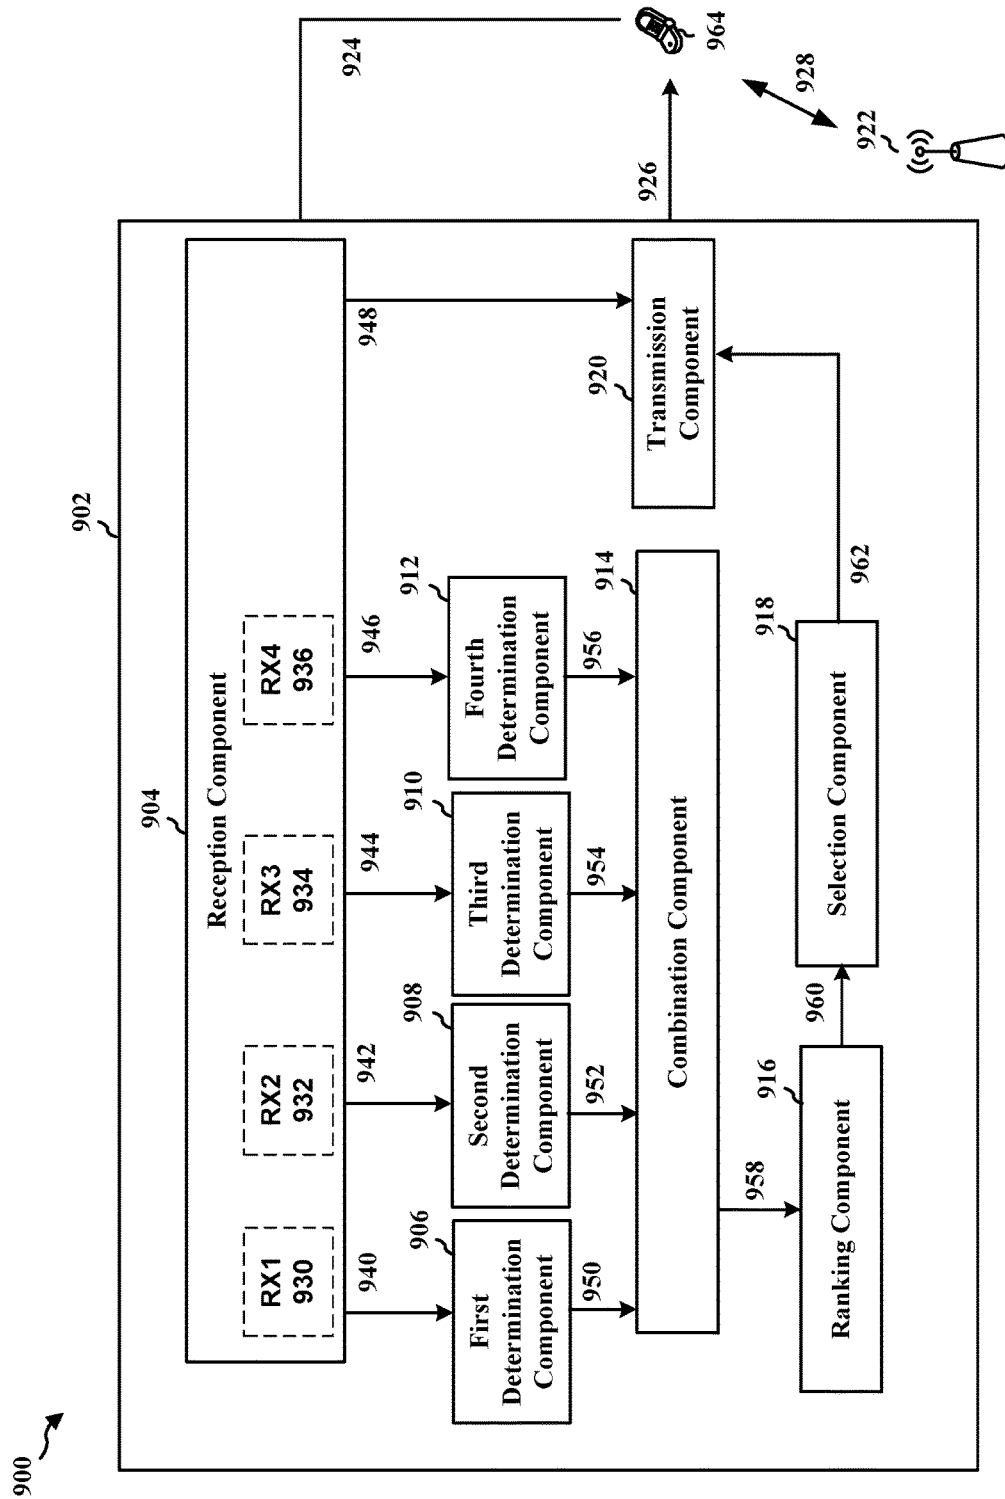 900
902
904
Reception Component
RX1
930
RX2
932
RX3
934
RX4
936
924
940
942
944
946
948
964
906
First
Determination
Component
908
Second
Determination
Component
910
Third
Determination
Component
912
Fourth
Determination
Component
950
952
954
956
926
928
922
914
Combination Component
920
Transmission
Component
958
916
Ranking Component
960
918
Selection Component
962